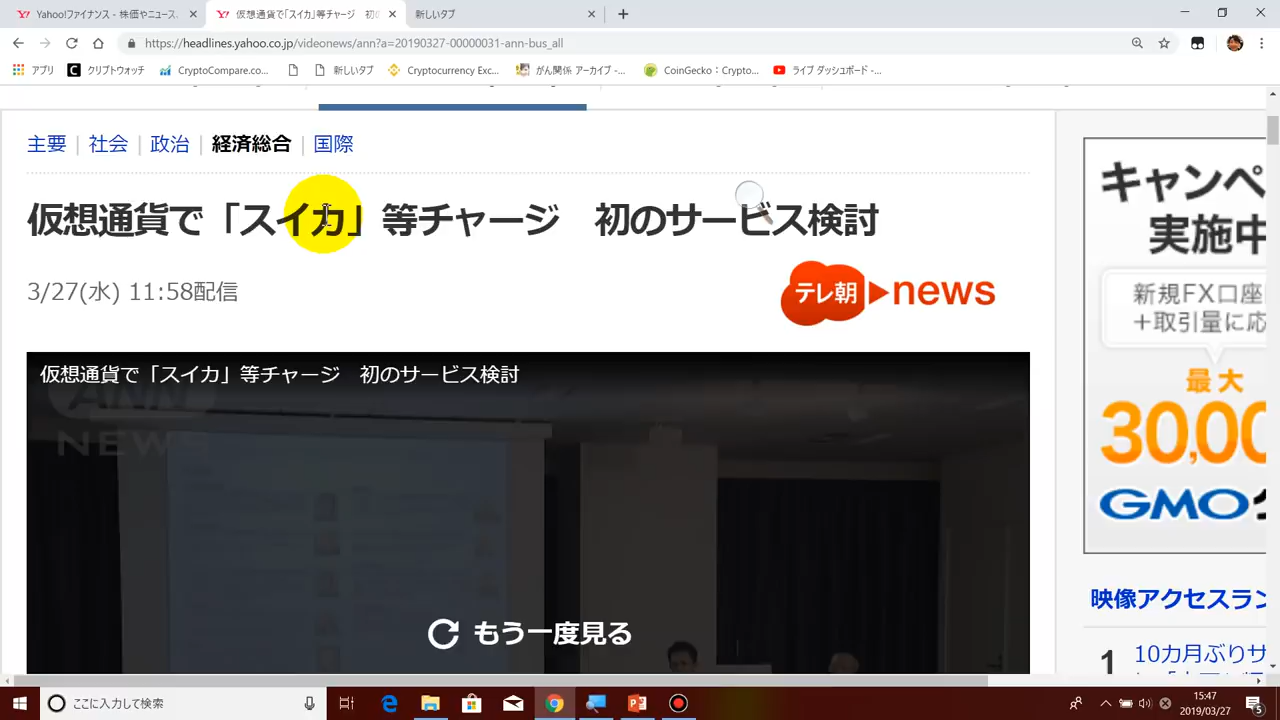 Yahoo!ファイナンス - 株価やニュース、
仮想通貨で「スイカ」等チャージ 初の
新しいタブ
https://headlines.yahoo.co.jp/videonews/ann?a=20190327-00000031-ann-bus_all
アプリ
クリプトウォッチ
CryptoCompare.co...
新しいタブ
Cryptocurrency Exc...
がん関係 アーカイブ -...
CoinGecko：Crypto...
ライブ ダッシュボード -...
主要 | 社会 | 政治 | 経済総合 | 国際
仮想通貨で「スイカ」等チャージ 初のサービス検討
3/27(水) 11:58配信
テレ朝 news
仮想通貨で「スイカ」等チャージ 初のサービス検討
ANN
NEWS
もう一度見る
キャンペ
実施中
新規FX口座
＋取引量に応
最大
30,00
GMO
映像アクセスラン
1 10カ月ぶりサ
ここに入力して検索
15:47
2019/03/27
5